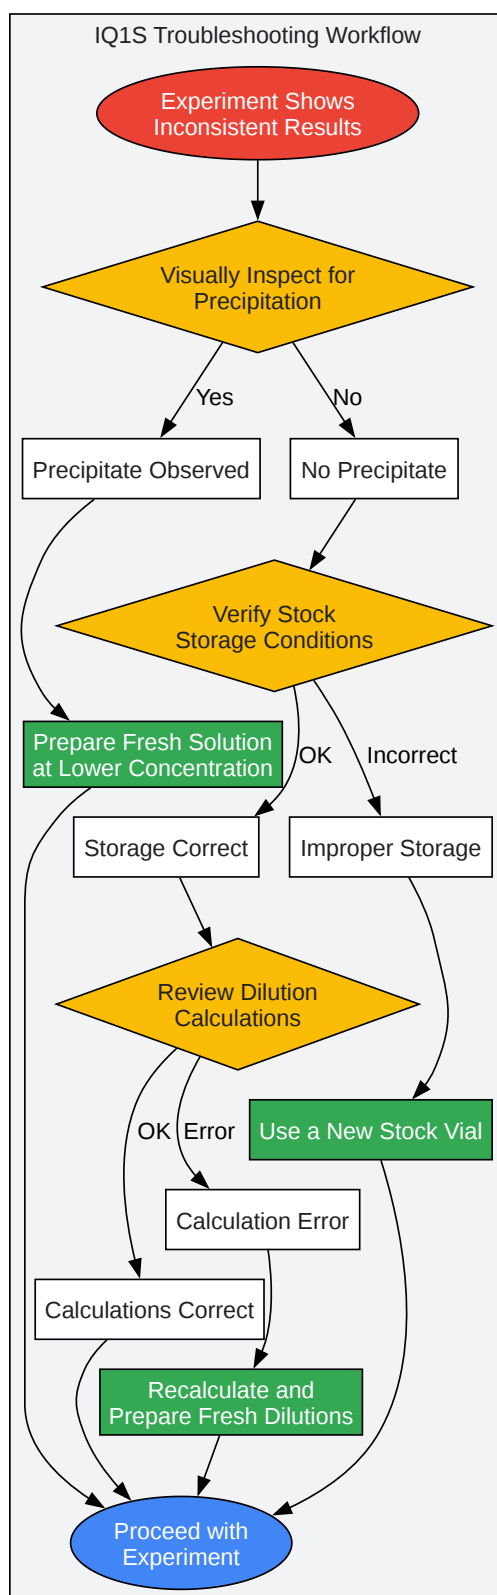 IQ1S Troubleshooting Workflow
Experiment Shows
Inconsistent Results
Visually Inspect for
Precipitation
Yes
No
Precipitate Observed
No Precipitate
Verify Stock
Storage Conditions
Prepare Fresh Solution
at Lower Concentration
OK
Incorrect
Storage Correct
Improper Storage
Review Dilution
Calculations
OK
Error
Use a New Stock Vial
Calculation Error
Calculations Correct
Recalculate and
Prepare Fresh Dilutions
Proceed with
Experiment